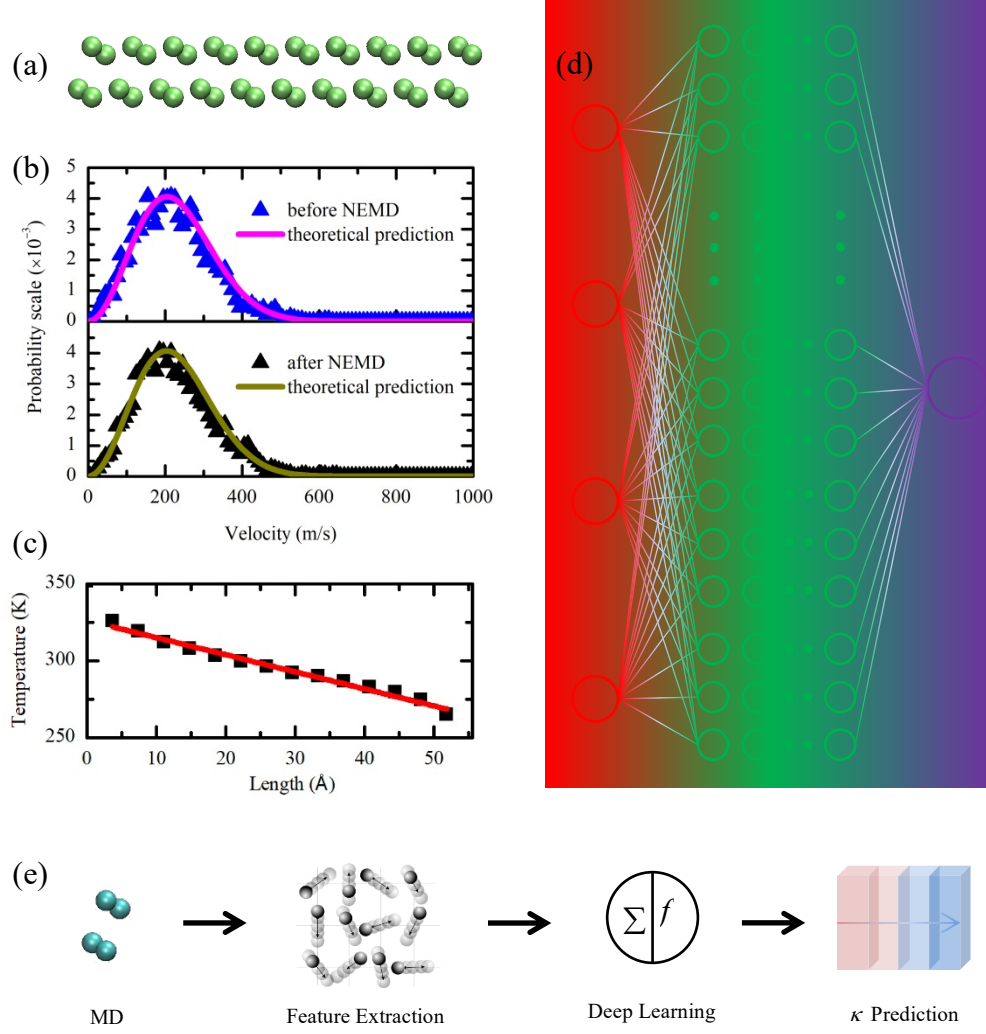 (a)
(b)
5
4
3
2
1
0
before NEMD
theoretical prediction
4
3
2
1
0
after NEMD
theoretical prediction
Probability scale (×10⁻³)
0 200 400 600 800 1000
Velocity (m/s)
(c)
350
300
250
Temperature (K)
0 10 20 30 40 50
Length (Å)
(d)
(e)
Σ f
MD
Feature Extraction
Deep Learning
κ Prediction